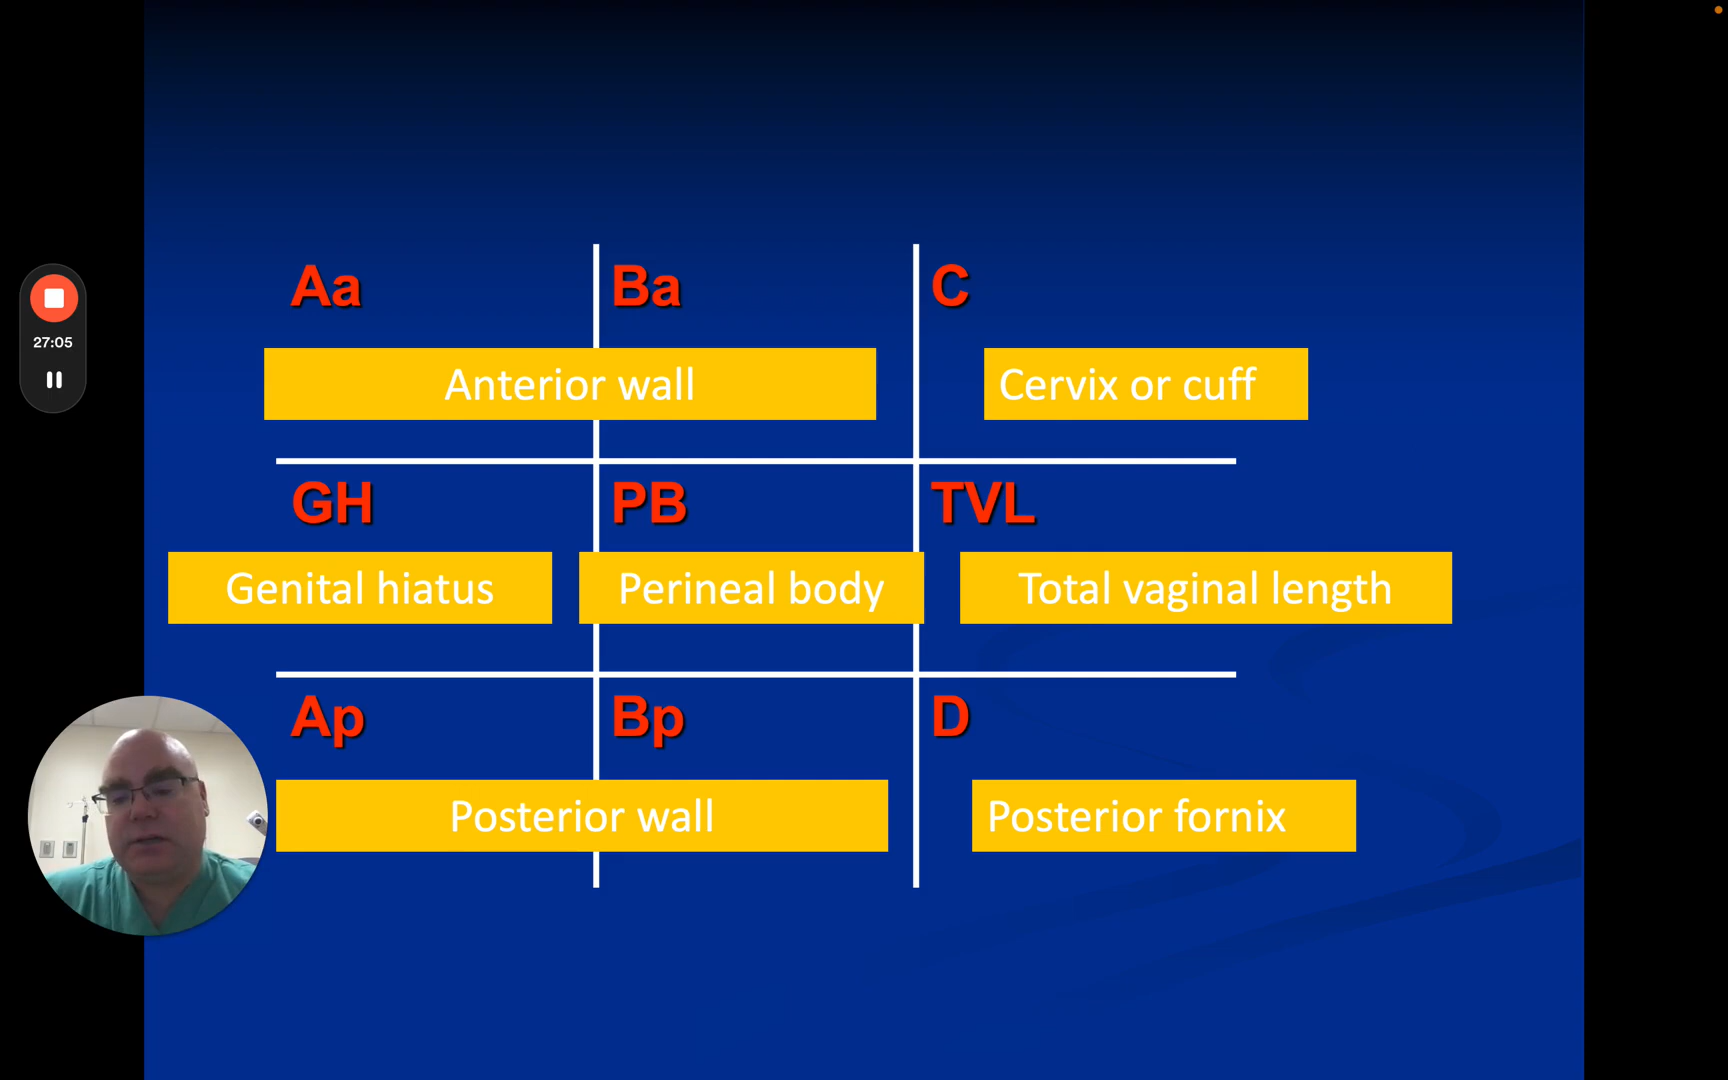 Aa
Ba
C
Anterior wall
Cervix or cuff
27:05
GH
PB
TVL
Genital hiatus
Perineal body
Total vaginal length
Ap
Bp
D
Posterior wall
Posterior fornix